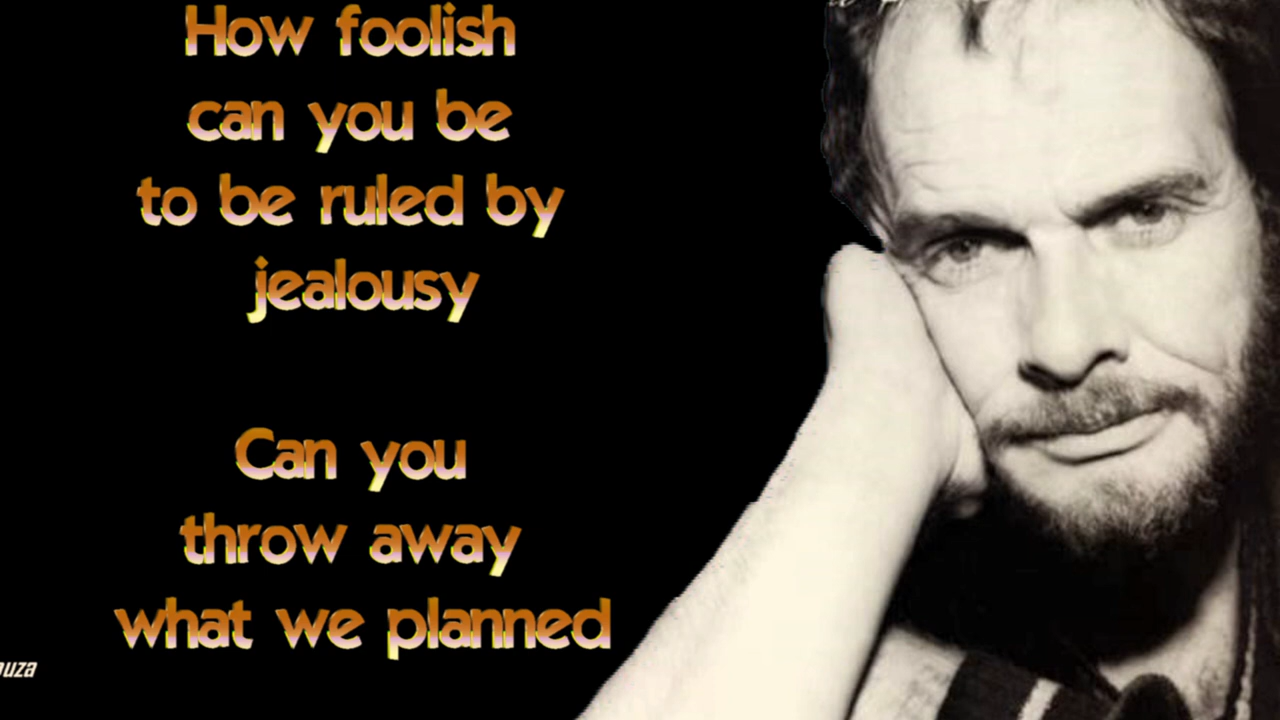 How foolish
can you be
to be ruled by
jealousy
Can you
throw away
what we planned